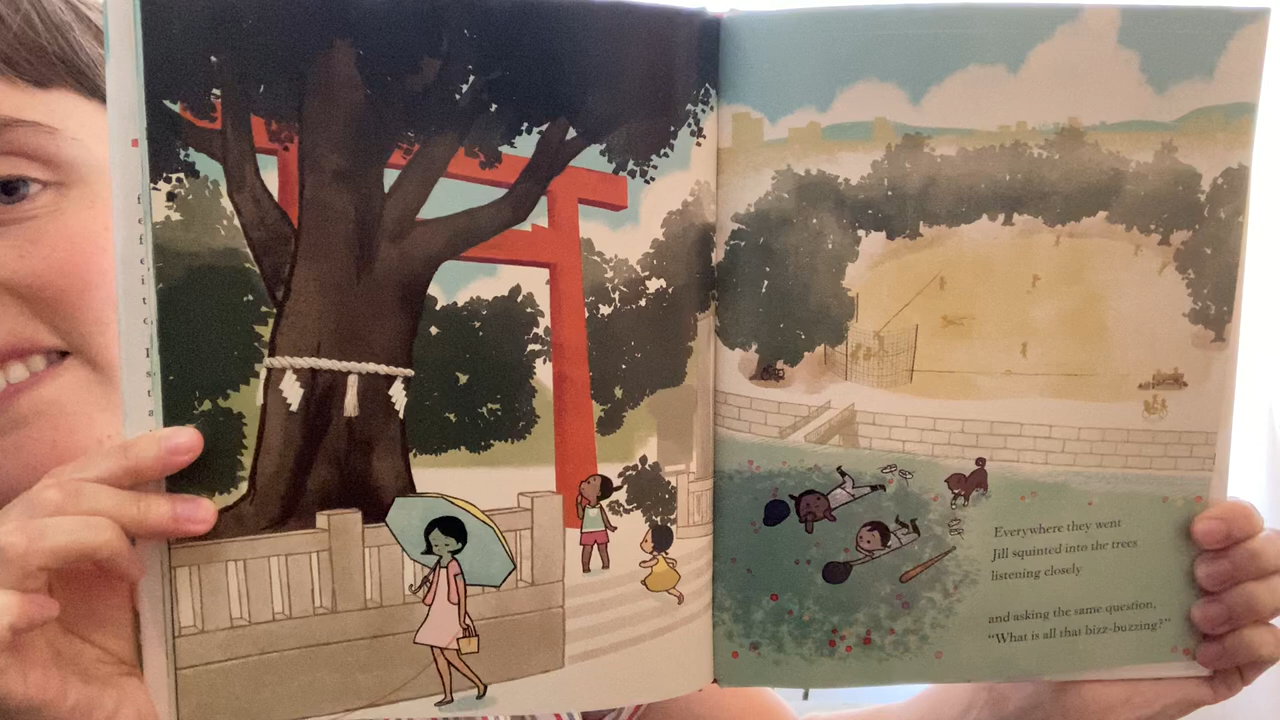 Everywhere they went
Jill squinted into the trees
listening closely
and asking the same question,
"What is all that bizz-buzzing?"